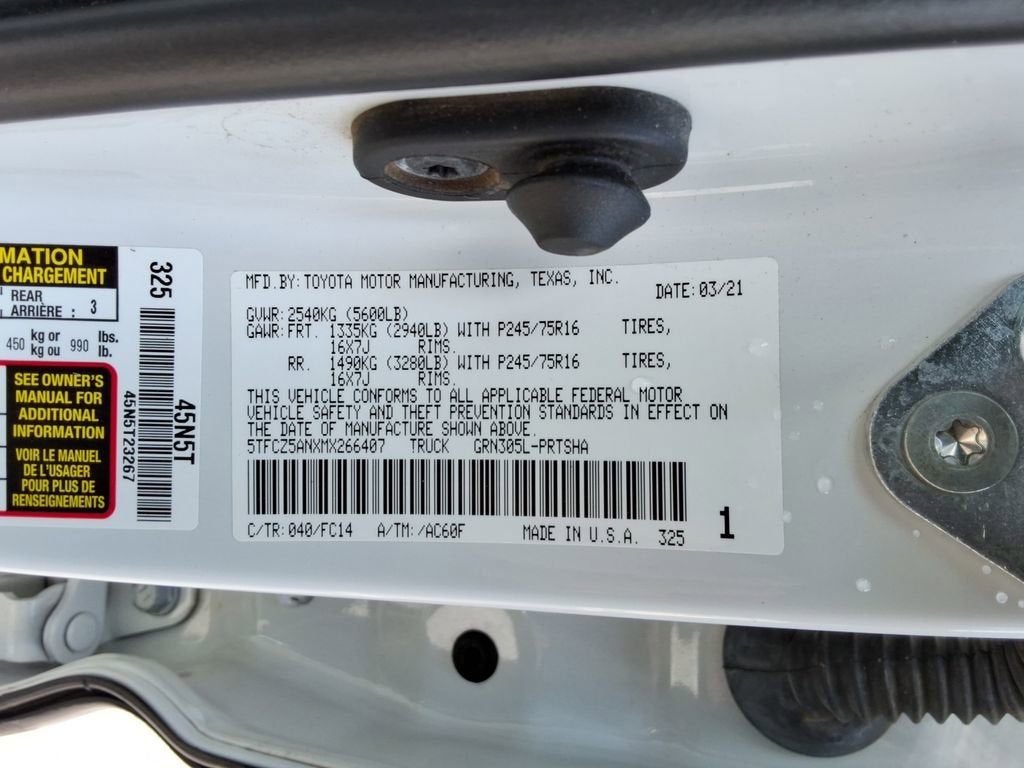 MATION
CHARGEMENT
REAR
ARRIÈRE : 3
450 kg or kg ou 990 lbs. lb.
SEE OWNER'S
MANUAL FOR
ADDITIONAL
INFORMATION
VOIR LE MANUEL
DE L'USAGER
POUR PLUS DE
RENSEIGNEMENTS
325
45N5T
45N5T23267
MFD.BY:TOYOTA MOTOR MANUFACTURING, TEXAS, INC. DATE:03/21
GVWR:2540KG (5600LB)
GAWR:FRT. 1335KG (2940LB) WITH P245/75R16 TIRES,
16X7J RIMS.
RR. 1490KG (3280LB) WITH P245/75R16 TIRES,
16X7J RIMS.
THIS VEHICLE CONFORMS TO ALL APPLICABLE FEDERAL MOTOR
VEHICLE SAFETY AND THEFT PREVENTION STANDARDS IN EFFECT ON
THE DATE OF MANUFACTURE SHOWN ABOVE.
5TFCZ5ANXMX266407 TRUCK GRN305L-PRTSHA
C/TR:040/FC14 A/TM:/AC60F MADE IN U.S.A. 325 1